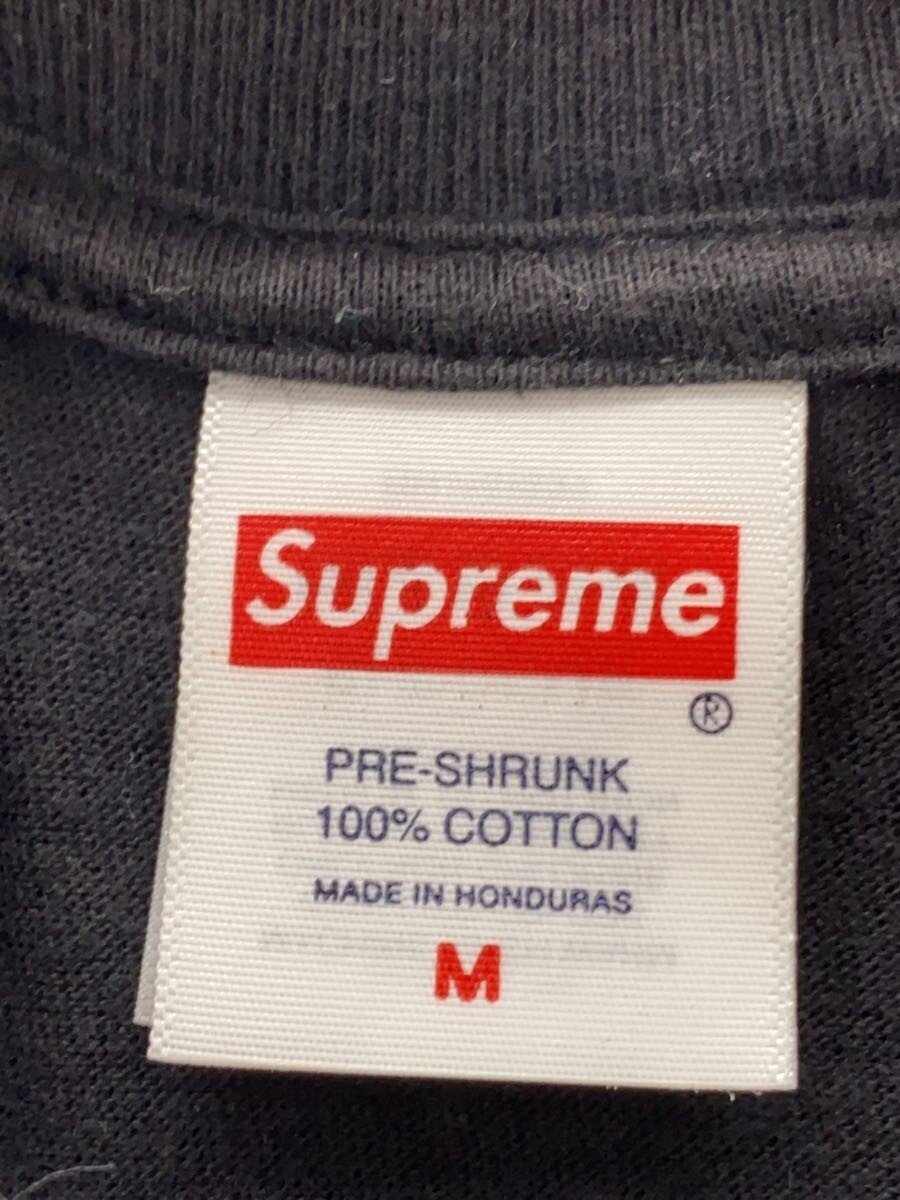 Supreme
®
PRE-SHRUNK
100% COTTON
MADE IN HONDURAS
M